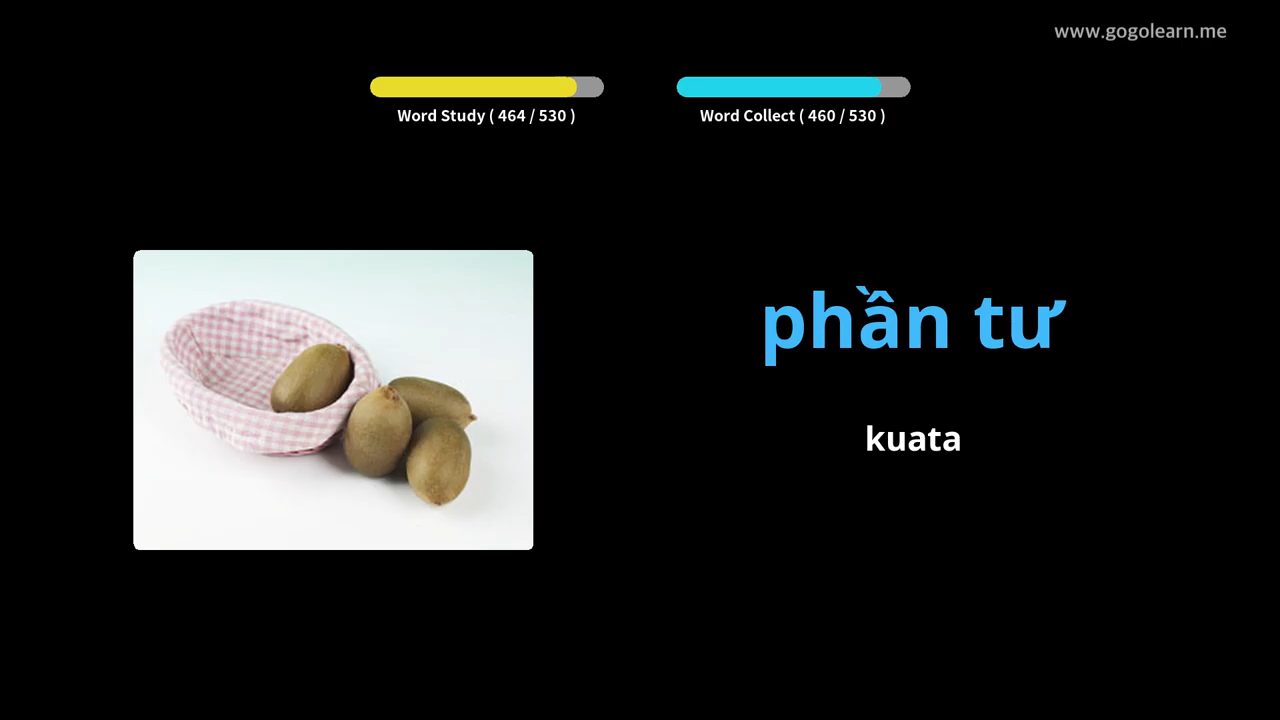 www.gogolearn.me
Word Study ( 464 / 530 )
Word Collect ( 460 / 530 )
phần tư
kuata